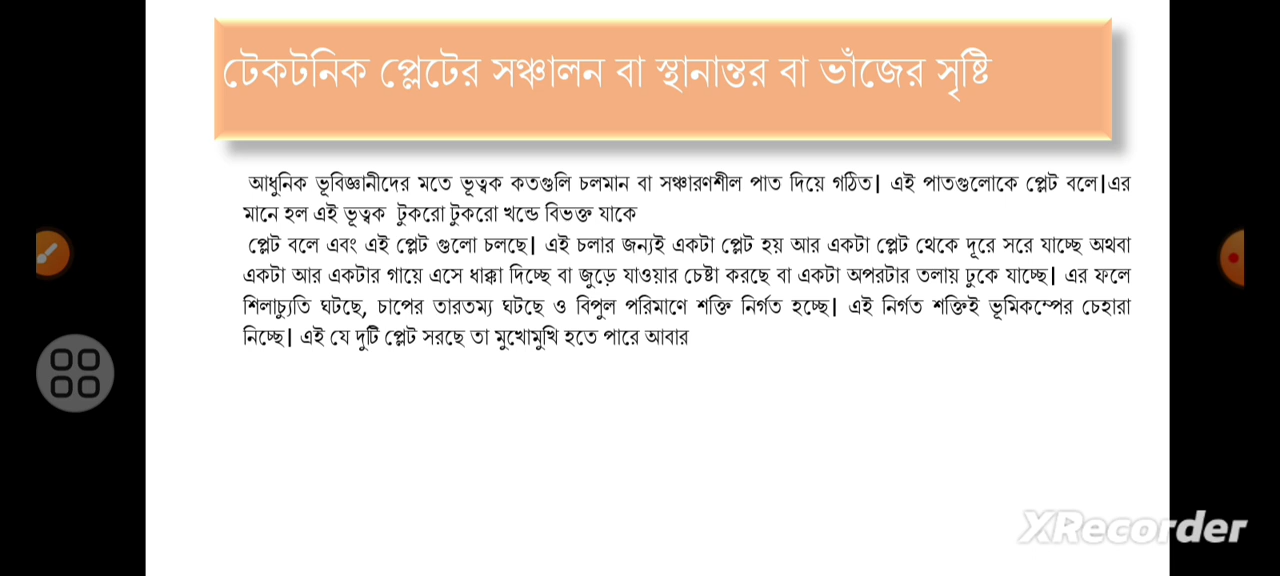 টেকটনিক প্লেটের সঞ্চালন বা স্থানান্তর বা ভাঁজের সৃষ্টি
আধুনিক ভূবিজ্ঞানীদের মতে ভূত্বক কতগুলি চলমান বা সঞ্চারণশীল পাত দিয়ে গঠিত। এই পাতগুলোকে প্লেট বলে।এর
মানে হল এই ভূত্বক টুকরো টুকরো খন্ডে বিভক্ত যাকে
প্লেট বলে এবং এই প্লেট গুলো চলছে। এই চলার জন্যই একটা প্লেট হয় আর একটা প্লেট থেকে দূরে সরে যাচ্ছে অথবা
একটা আর একটার গায়ে এসে ধাক্কা দিচ্ছে বা জুড়ে যাওয়ার চেষ্টা করছে বা একটা অপরটার তলায় ঢুকে যাচ্ছে। এর ফলে
শিলাচ্যুতি ঘটছে, চাপের তারতম্য ঘটছে ও বিপুল পরিমাণে শক্তি নির্গত হচ্ছে। এই নির্গত শক্তিই ভূমিকম্পের চেহারা
নিচ্ছে। এই যে দুটি প্লেট সরছে তা মুখোমুখি হতে পারে আবার
XRecorder